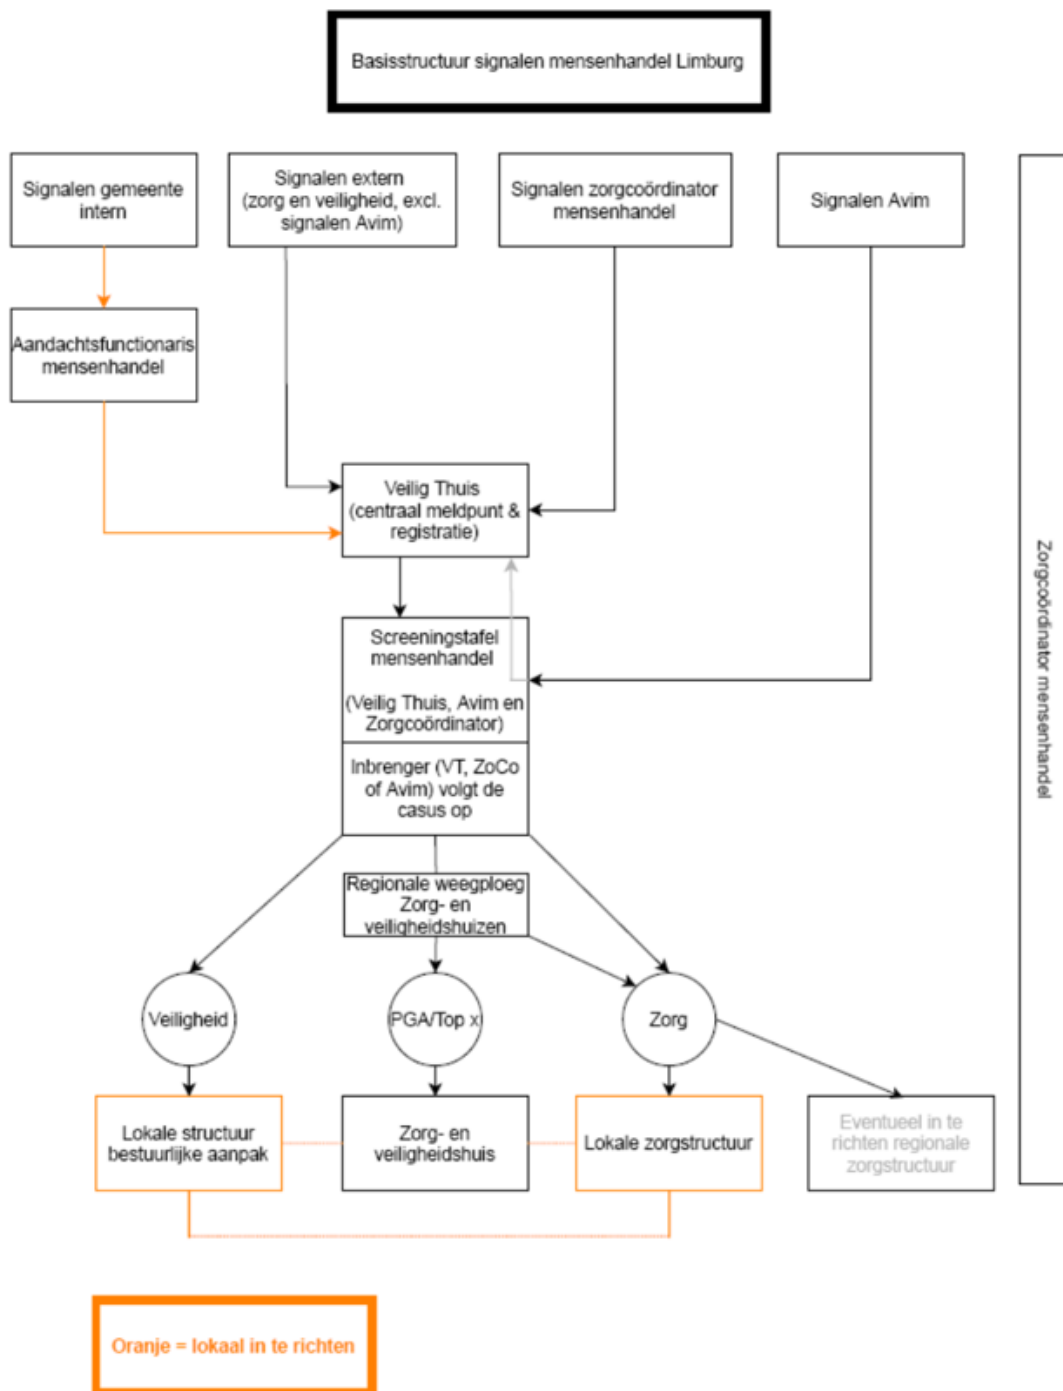 Basisstructuur signalen mensenhandel Limburg
Signalen gemeente
intern
Signalen extern
(zorg en veiligheid, excl.
signalen Avim)
Signalen zorgcoördinator
mensenhandel
Signalen Avim
Aandachtsfunctionaris
mensenhandel
Veilig Thuis
(centraal meldpunt &
registratie)
Screeningstafel
mensenhandel
(Veilig Thuis, Avim en
Zorgcoördinator)
Inbrenger (VT, ZoCo
of Avim) volgt de
casus op
Regionale weegploeg
Zorg- en
veiligheidshuizen
Veiligheid
PGA/Top x
Zorg
Lokale structuur
bestuurlijke aanpak
Zorg- en
veiligheidshuis
Lokale zorgstructuur
Eventueel in te
richten regionale
zorgstructuur
Zorgcoördinator mensenhandel
Oranje = lokaal in te richten